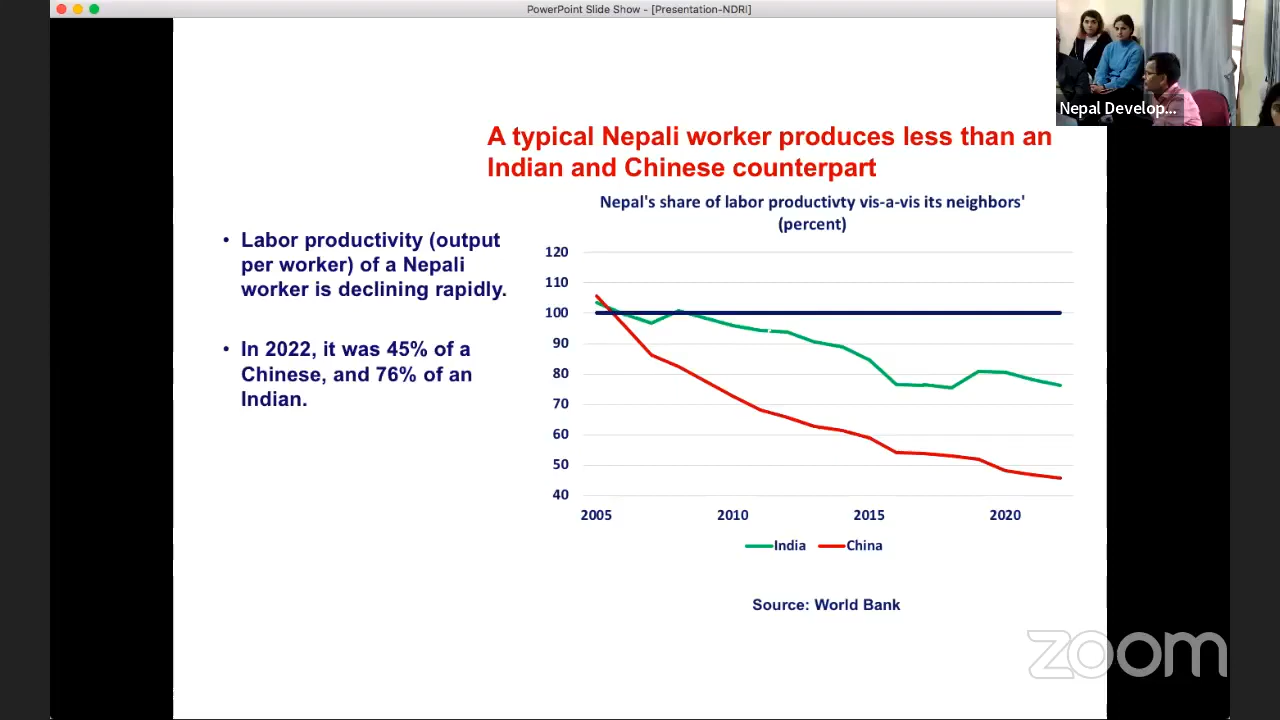 PowerPoint Slide Show - [Presentation-NDRI]
Nepal Develop...
A typical Nepali worker produces less than an
Indian and Chinese counterpart
• Labor productivity (output
per worker) of a Nepali
worker is declining rapidly.
• In 2022, it was 45% of a
Chinese, and 76% of an
Indian.
Nepal's share of labor productivty vis-a-vis its neighbors'
(percent)
120
110
100
90
80
70
60
50
40
2005 2010 2015 2020
India China
Source: World Bank
zoom